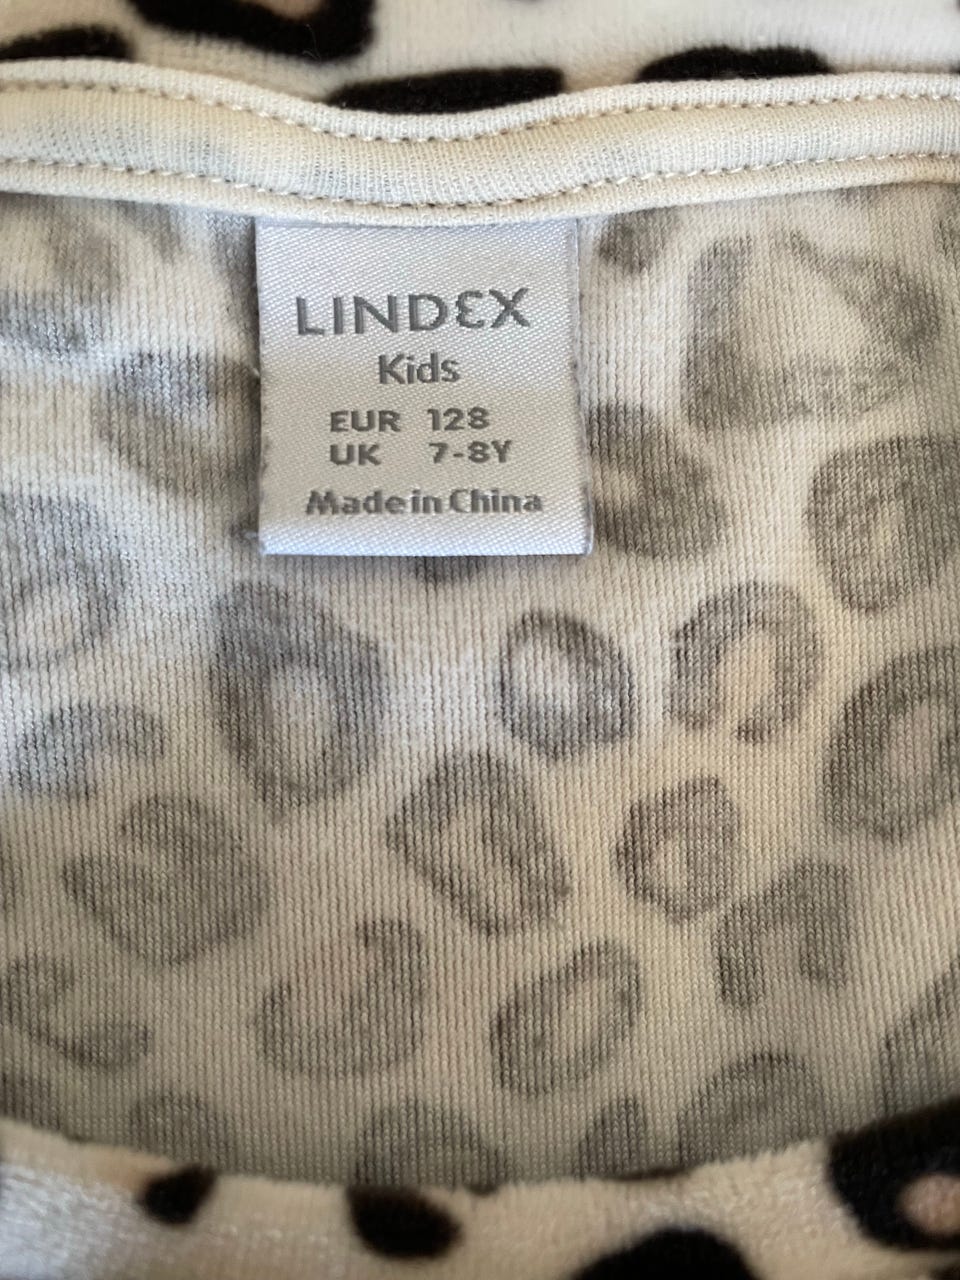 LINDEX
Kids
EUR 128
UK 7-8Y
Made in China